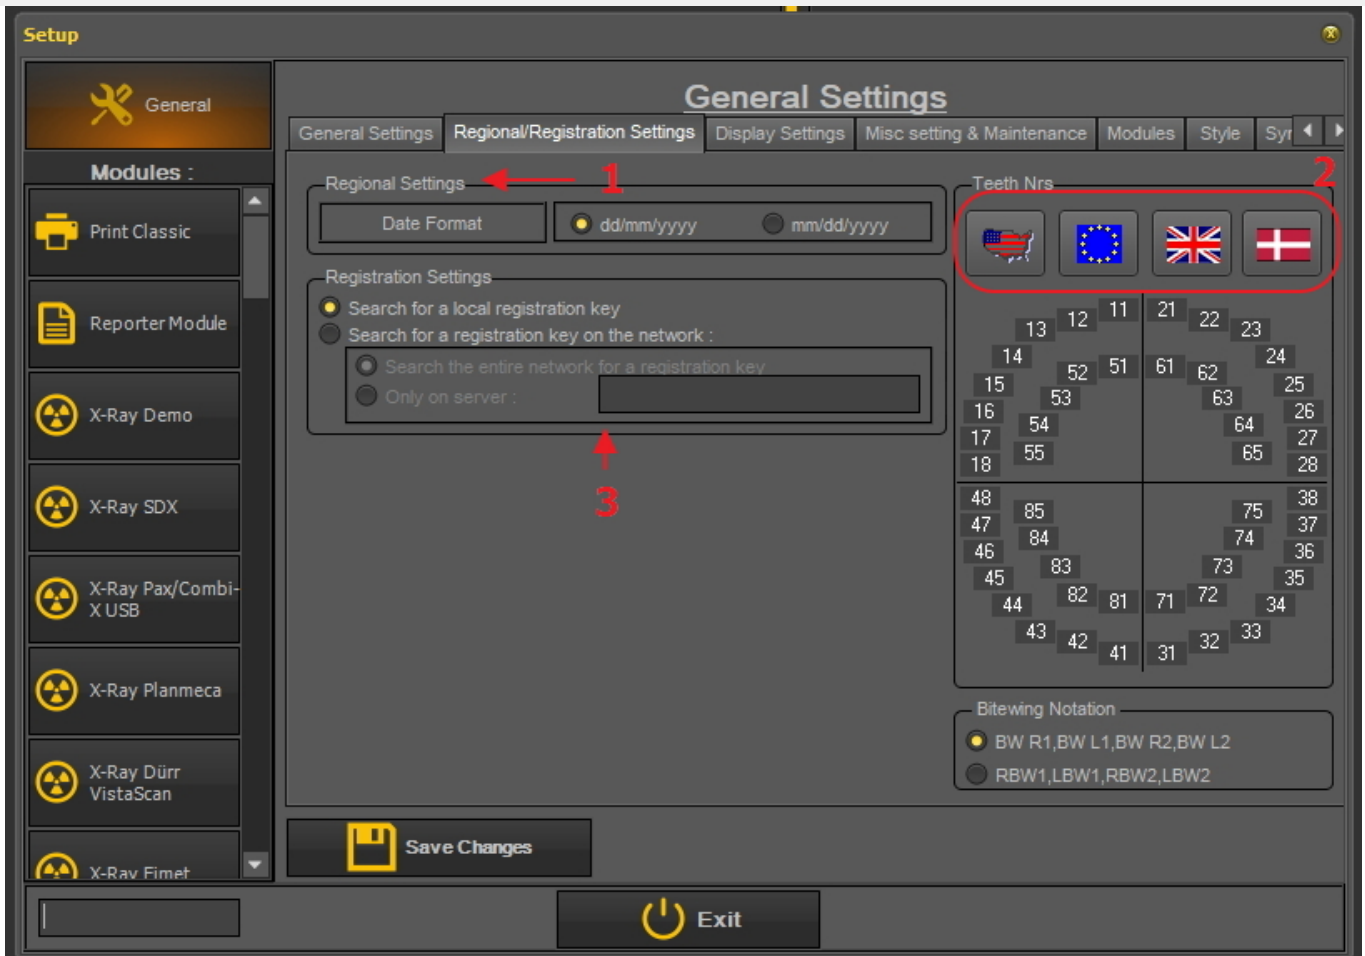 Setup
General
Modules :
Print Classic
Reporter Module
X-Ray Demo
X-Ray SDX
X-Ray Pax/Combi-
X USB
X-Ray Planmeca
X-Ray Dürr
VistaScan
X-Ray Fimet
General Settings
General Settings
Regional/Registration Settings
Display Settings
Misc setting & Maintenance
Modules
Style
Regional Settings
1
Date Format
dd/mm/yyyy
mm/dd/yyyy
Registration Settings
Search for a local registration key
Search for a registration key on the network :
Search the entire network for a registration key
Only on server :
3
Teeth Nrs
2
11 21
12 22
13 23
14 24
51 61
52 62
15 25
53 63
16 26
54 64
17 27
55 65
18 28
48 38
85 75
47 37
84 74
46 36
83 73
45 35
82 72
81 71
44 34
43 33
42 32
41 31
Bitewing Notation
BW R1,BW L1,BW R2,BW L2
RBW1,LBW1,RBW2,LBW2
Save Changes
Exit